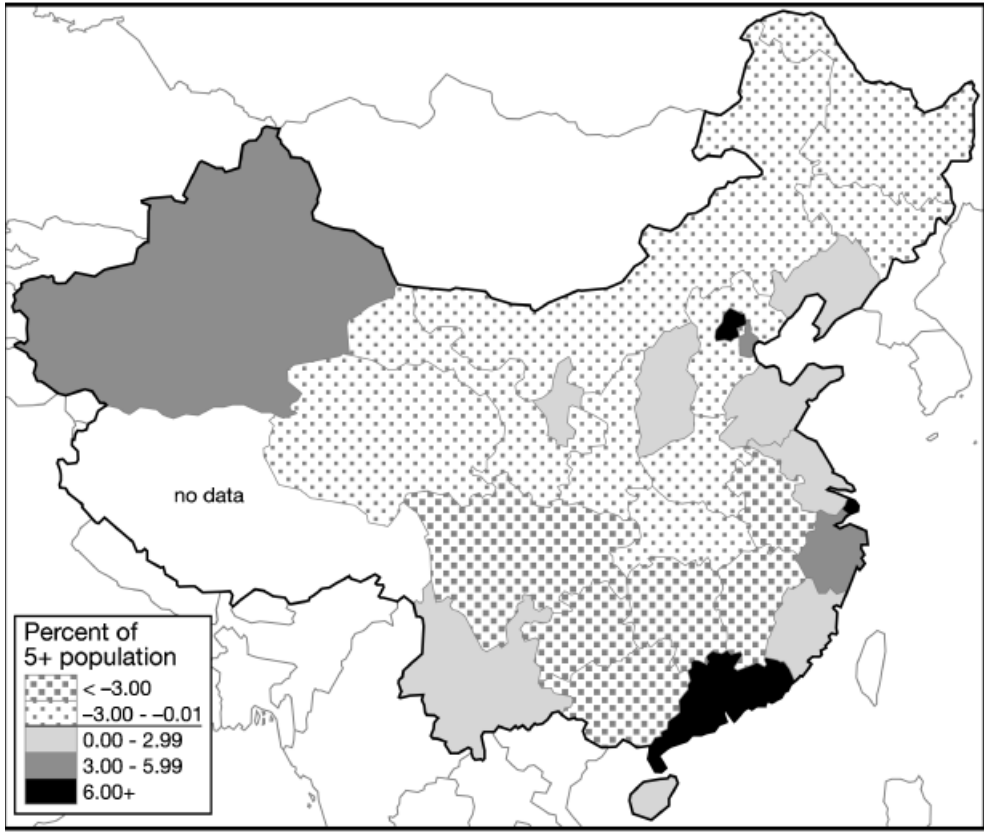 no data
Percent of
5+ population
< –3.00
–3.00 - –0.01
0.00 - 2.99
3.00 - 5.99
6.00+